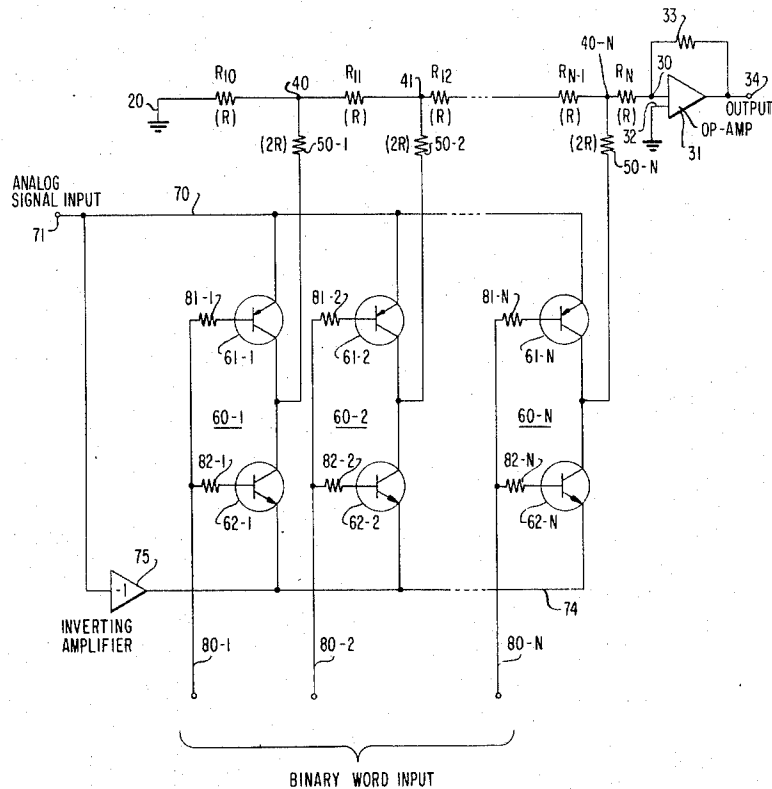 33
40-N
R10 40 R11 41 R12 RN-1 RN 30 34
20
(R) (R) (R) (R) (R) 32 OUTPUT
OP-AMP
31
(2R) 50-1 (2R) 50-2 (2R) 50-N
ANALOG
SIGNAL INPUT
71 70
81-1 81-2 81-N
61-1 61-2 61-N
60-1 60-2 60-N
82-1 82-2 82-N
62-1 62-2 62-N
75
-1
74
INVERTING
AMPLIFIER
80-1 80-2 80-N
BINARY WORD INPUT